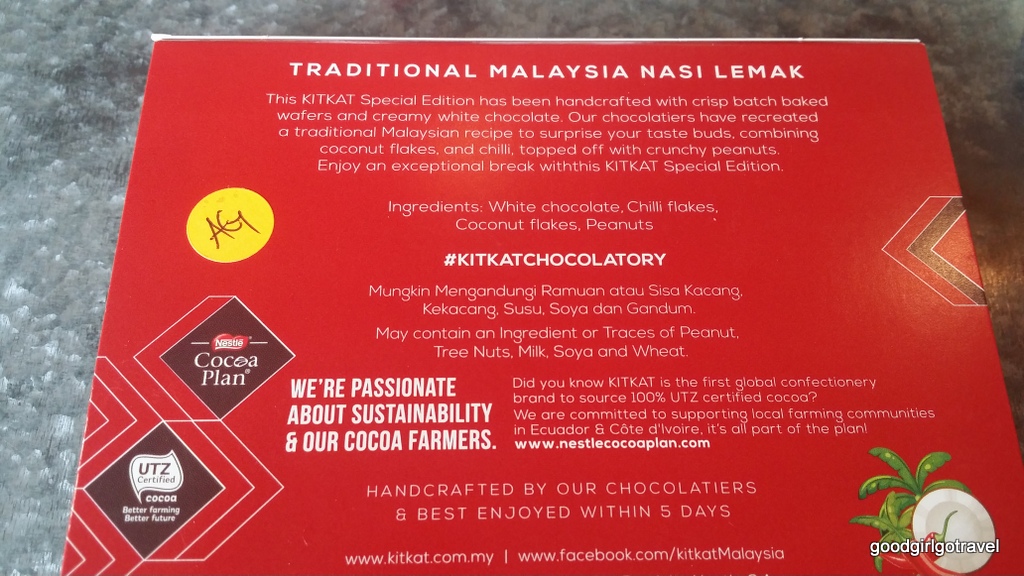 TRADITIONAL MALAYSIA NASI LEMAK
This KITKAT Special Edition has been handcrafted with crisp batch baked
wafers and creamy white chocolate. Our chocolatiers have recreated
a traditional Malaysian recipe to surprise your taste buds, combining
coconut flakes, and chilli, topped off with crunchy peanuts.
Enjoy an exceptional break withthis KITKAT Special Edition.
Ingredients: White chocolate, Chilli flakes,
Coconut flakes, Peanuts
#KITKATCHOCOLATORY
Mungkin Mengandungi Ramuan atau Sisa Kacang,
Kekacang, Susu, Soya dan Gandum.
May contain an Ingredient or Traces of Peanut,
Tree Nuts, Milk, Soya and Wheat.
Nestlé
Cocoa
Plan®
WE'RE PASSIONATE
ABOUT SUSTAINABILITY
& OUR COCOA FARMERS.
Did you know KITKAT is the first global confectionery
brand to source 100% UTZ certified cocoa?
We are committed to supporting local farming communities
in Ecuador & Côte d'Ivoire, it's all part of the plan!
www.nestlecocoaplan.com
UTZ
Certified
cocoa
Better farming
Better future
HANDCRAFTED BY OUR CHOCOLATIERS
& BEST ENJOYED WITHIN 5 DAYS
www.kitkat.com.my | www.facebook.com/kitkatMalaysia
goodgirlgotravel